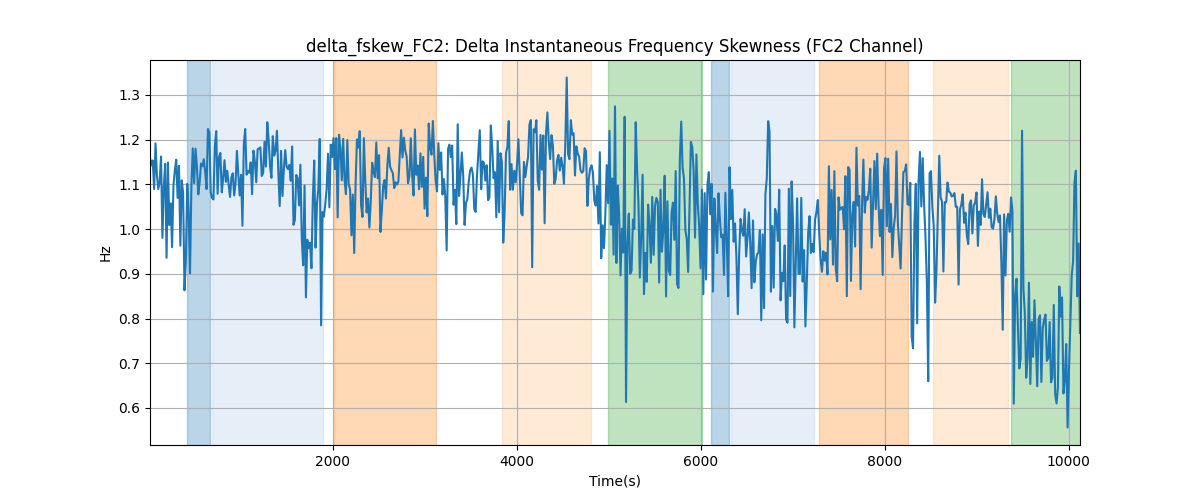 delta_fskew_FC2: Delta Instantaneous Frequency Skewness (FC2 Channel)
1.3
1.2
1.1
1.0
0.9
0.8
0.7
0.6
Hz
2000 4000 6000 8000 10000
Time(s)